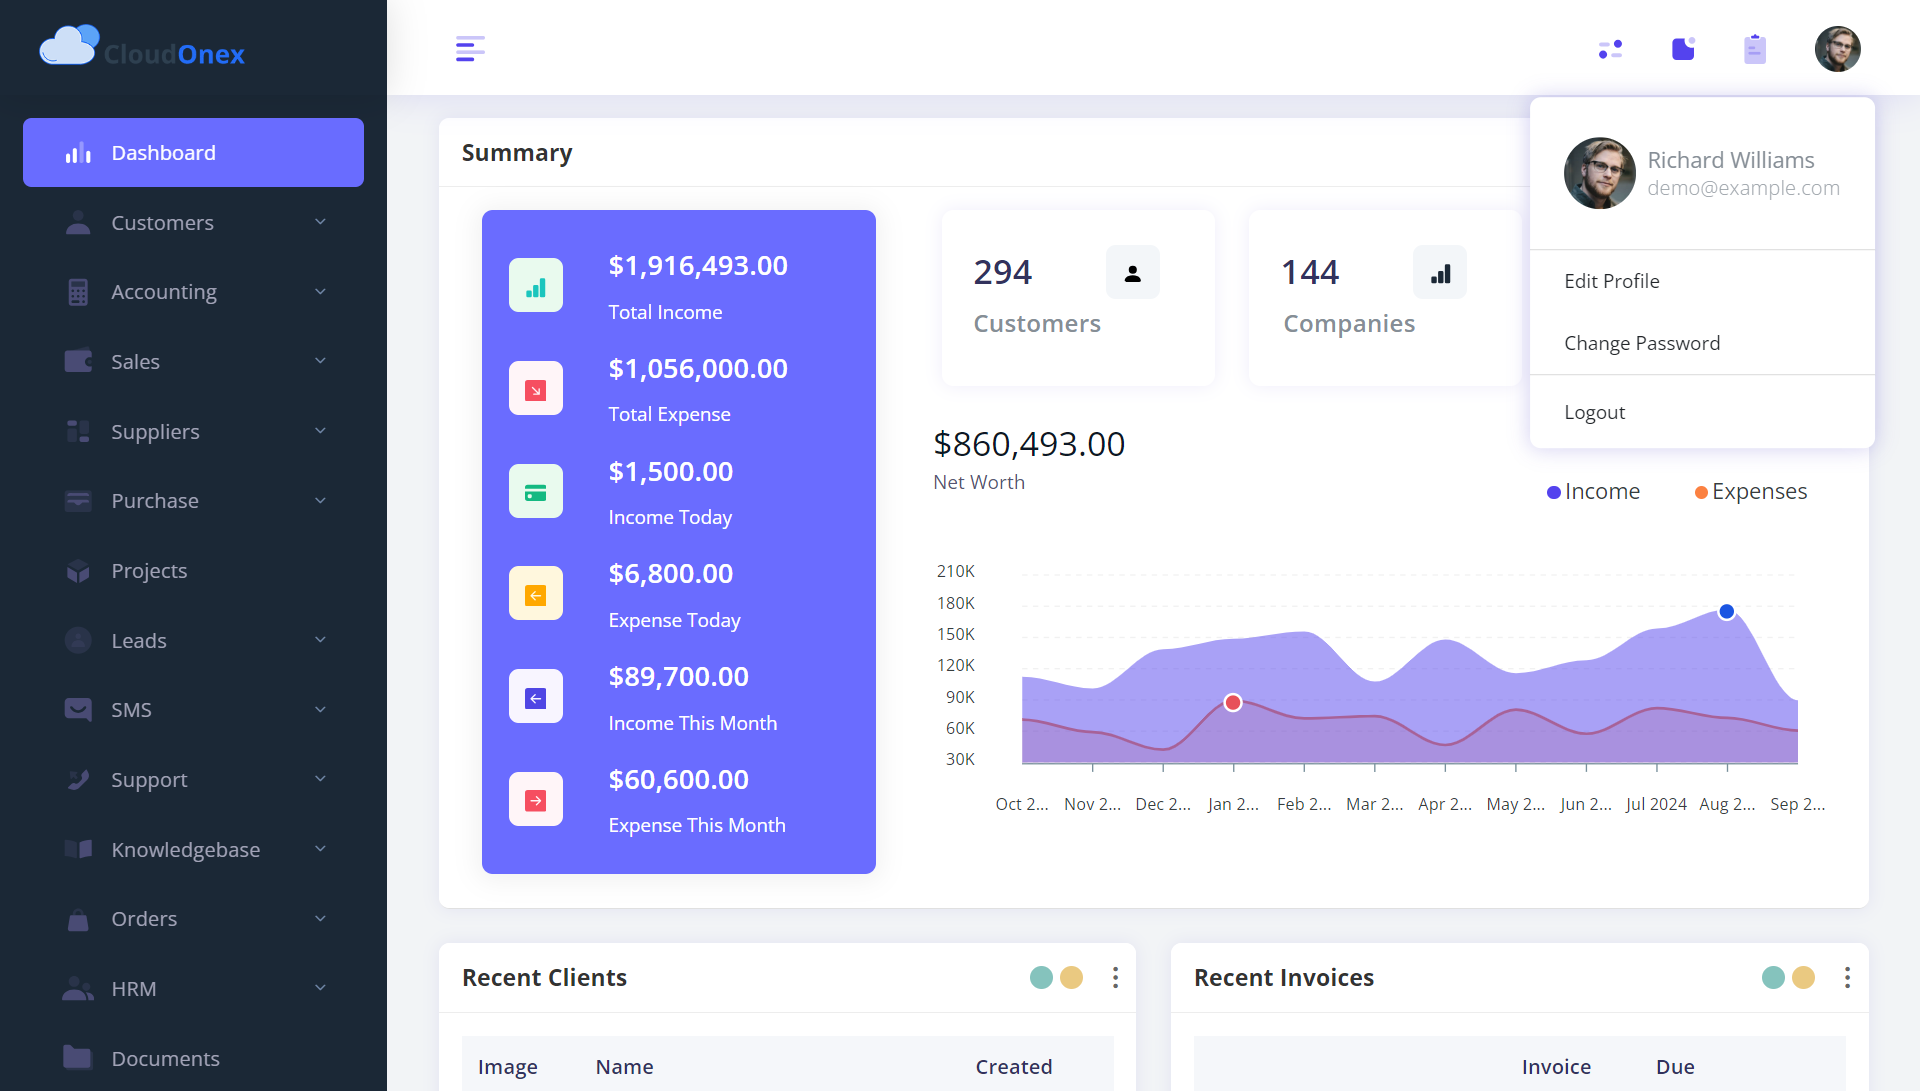 CloudOnex
Dashboard
Customers
Accounting
Sales
Suppliers
Purchase
Projects
Leads
SMS
Support
Knowledgebase
Orders
HRM
Documents
Richard Williams
demo@example.com
Edit Profile
Change Password
Logout
Summary
$1,916,493.00
Total Income
$1,056,000.00
Total Expense
$1,500.00
Income Today
$6,800.00
Expense Today
$89,700.00
Income This Month
$60,600.00
Expense This Month
294
Customers
144
Companies
$860,493.00
Net Worth
Income Expenses
210K
180K
150K
120K
90K
60K
30K
Oct 2... Nov 2... Dec 2... Jan 2... Feb 2... Mar 2... Apr 2... May 2... Jun 2... Jul 2024 Aug 2... Sep 2...
Recent Clients
Image Name Created
Recent Invoices
Invoice Due